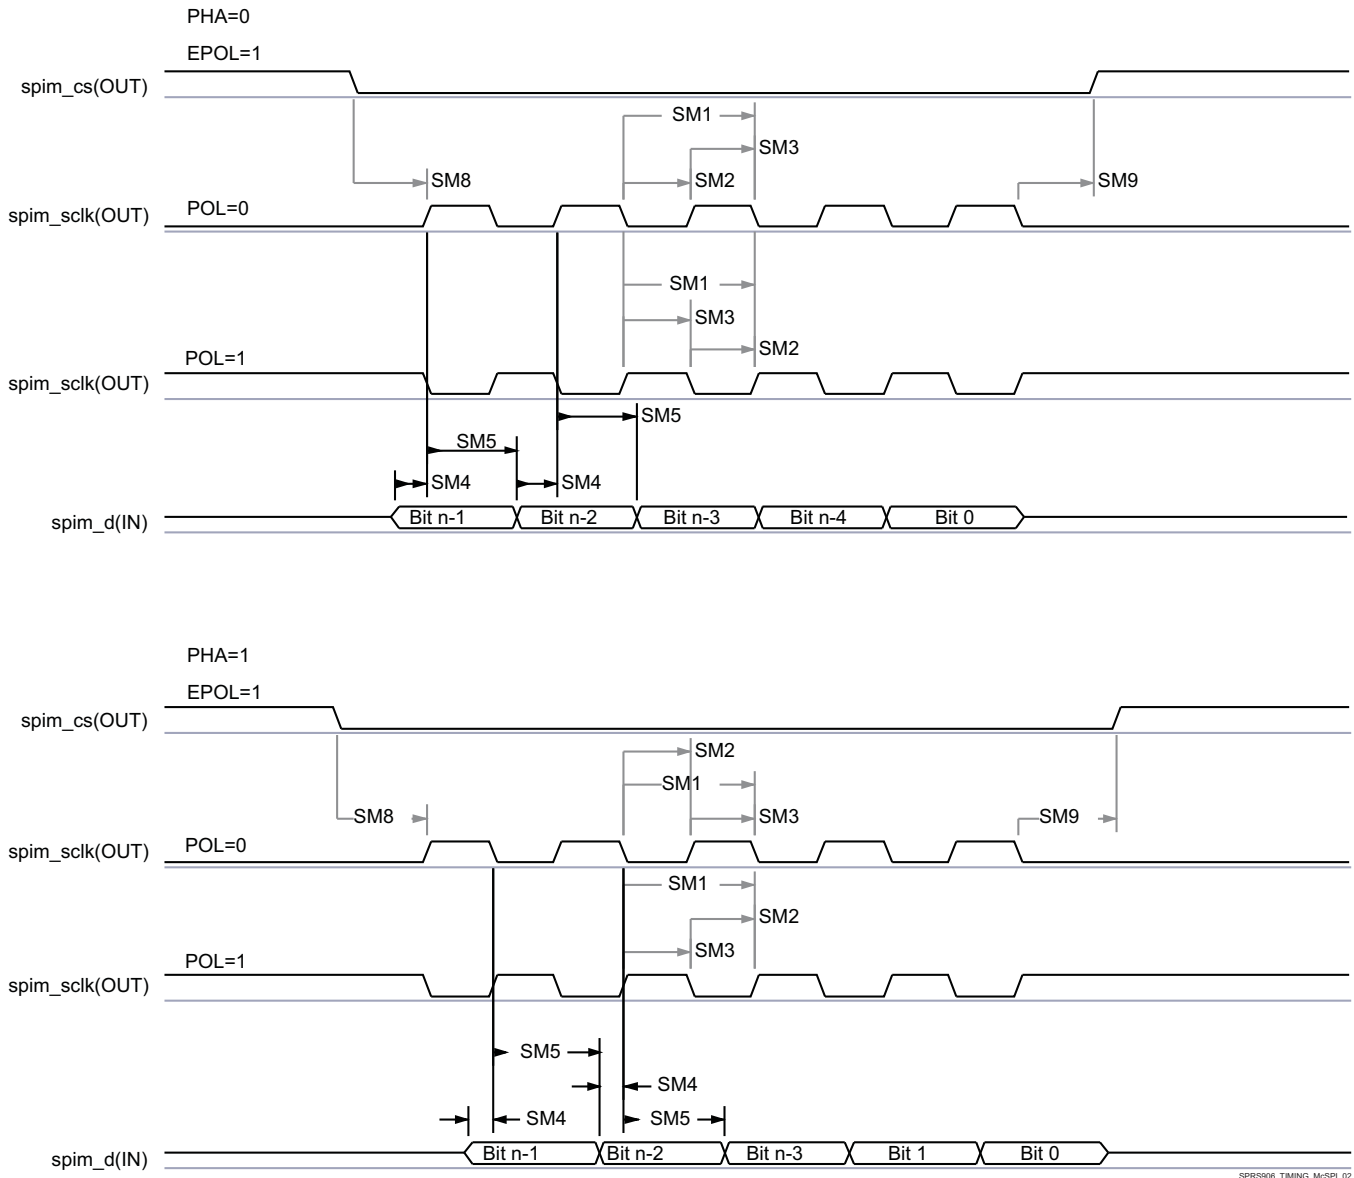 PHA=0
EPOL=1
spim_cs(OUT)
SM1
SM3
SM8
SM2
SM9
POL=0
spim_sclk(OUT)
SM1
SM3
SM2
POL=1
spim_sclk(OUT)
SM5
SM5
SM4
SM4
spim_d(IN)
Bit n-1
Bit n-2
Bit n-3
Bit n-4
Bit 0
PHA=1
EPOL=1
spim_cs(OUT)
SM2
SM1
SM8
SM3
SM9
POL=0
spim_sclk(OUT)
SM1
SM2
SM3
POL=1
spim_sclk(OUT)
SM5
SM4
SM4
SM5
spim_d(IN)
Bit n-1
Bit n-2
Bit n-3
Bit 1
Bit 0
SPRS906_TIMING_McSPI_02